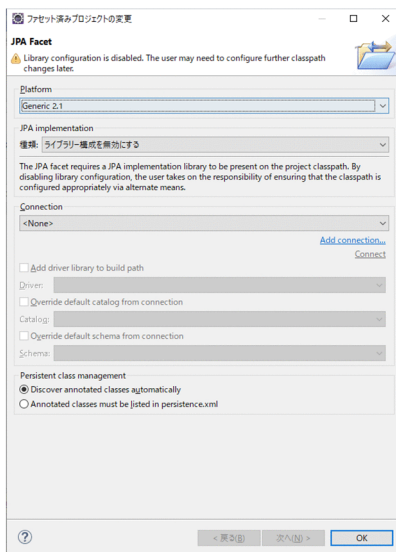 ファセット済みプロジェクトの変更
JPA Facet
Library configuration is disabled. The user may need to configure further classpath
changes later.
Platform
Generic 2.1
JPA implementation
種類: ライブラリー構成を無効にする
The JPA facet requires a JPA implementation library to be present on the project classpath. By
disabling library configuration, the user takes on the responsibility of ensuring that the classpath is
configured appropriately via alternate means.
Connection
<None>
Add connection...
Connect
Add driver library to build path
Driver:
Override default catalog from connection
Catalog:
Override default schema from connection
Schema:
Persistent class management
Discover annotated classes automatically
Annotated classes must be listed in persistence.xml
?
< 戻る(B)
次へ(N) >
OK